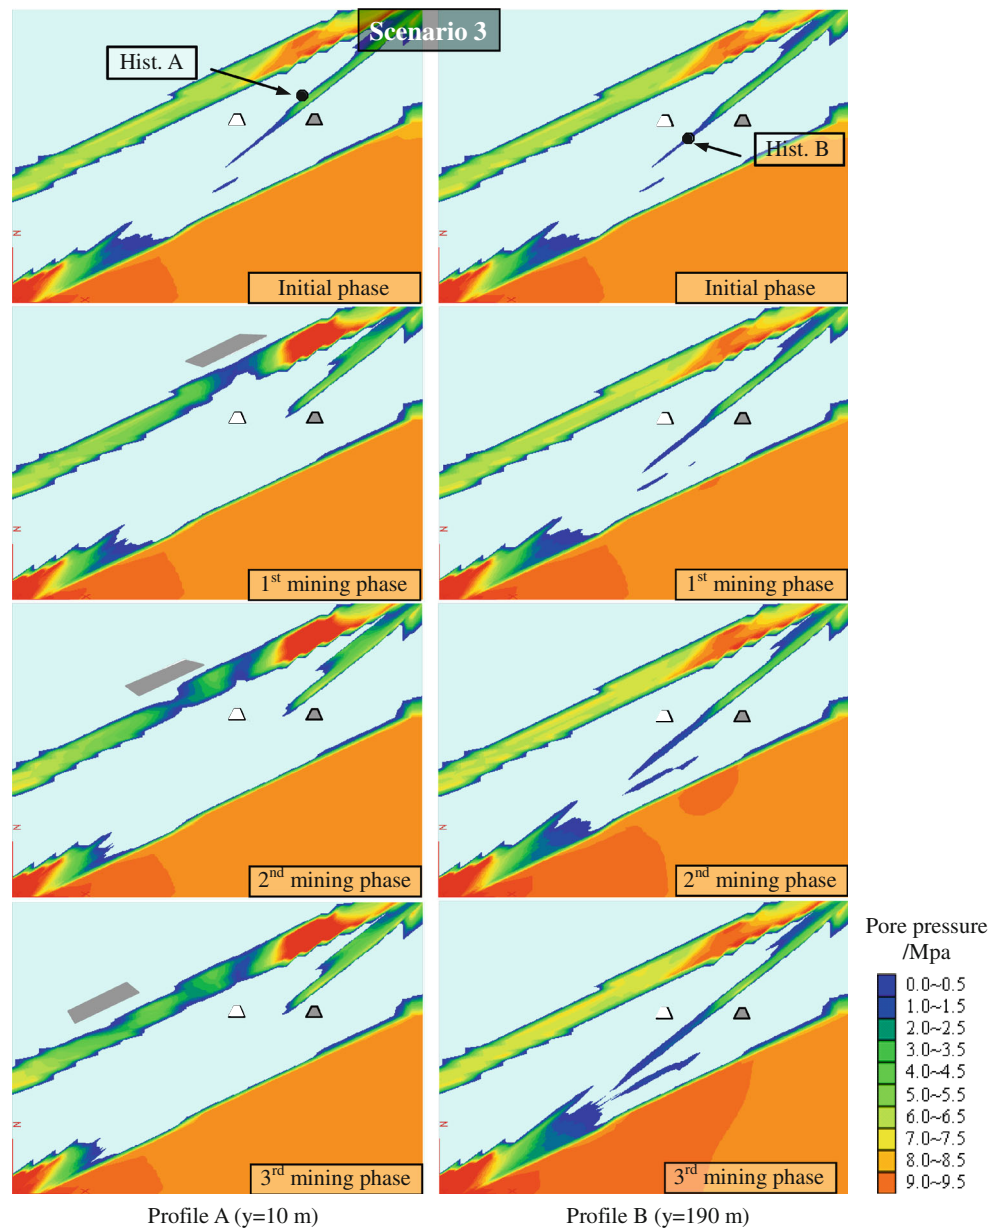 Scenario 3
Hist. A
Hist. B
Initial phase
Initial phase
1st mining phase
1st mining phase
2nd mining phase
2nd mining phase
3rd mining phase
3rd mining phase
Pore pressure
/Mpa
0.0~0.5
1.0~1.5
2.0~2.5
3.0~3.5
4.0~4.5
5.0~5.5
6.0~6.5
7.0~7.5
8.0~8.5
9.0~9.5
Profile A (y=10 m)
Profile B (y=190 m)